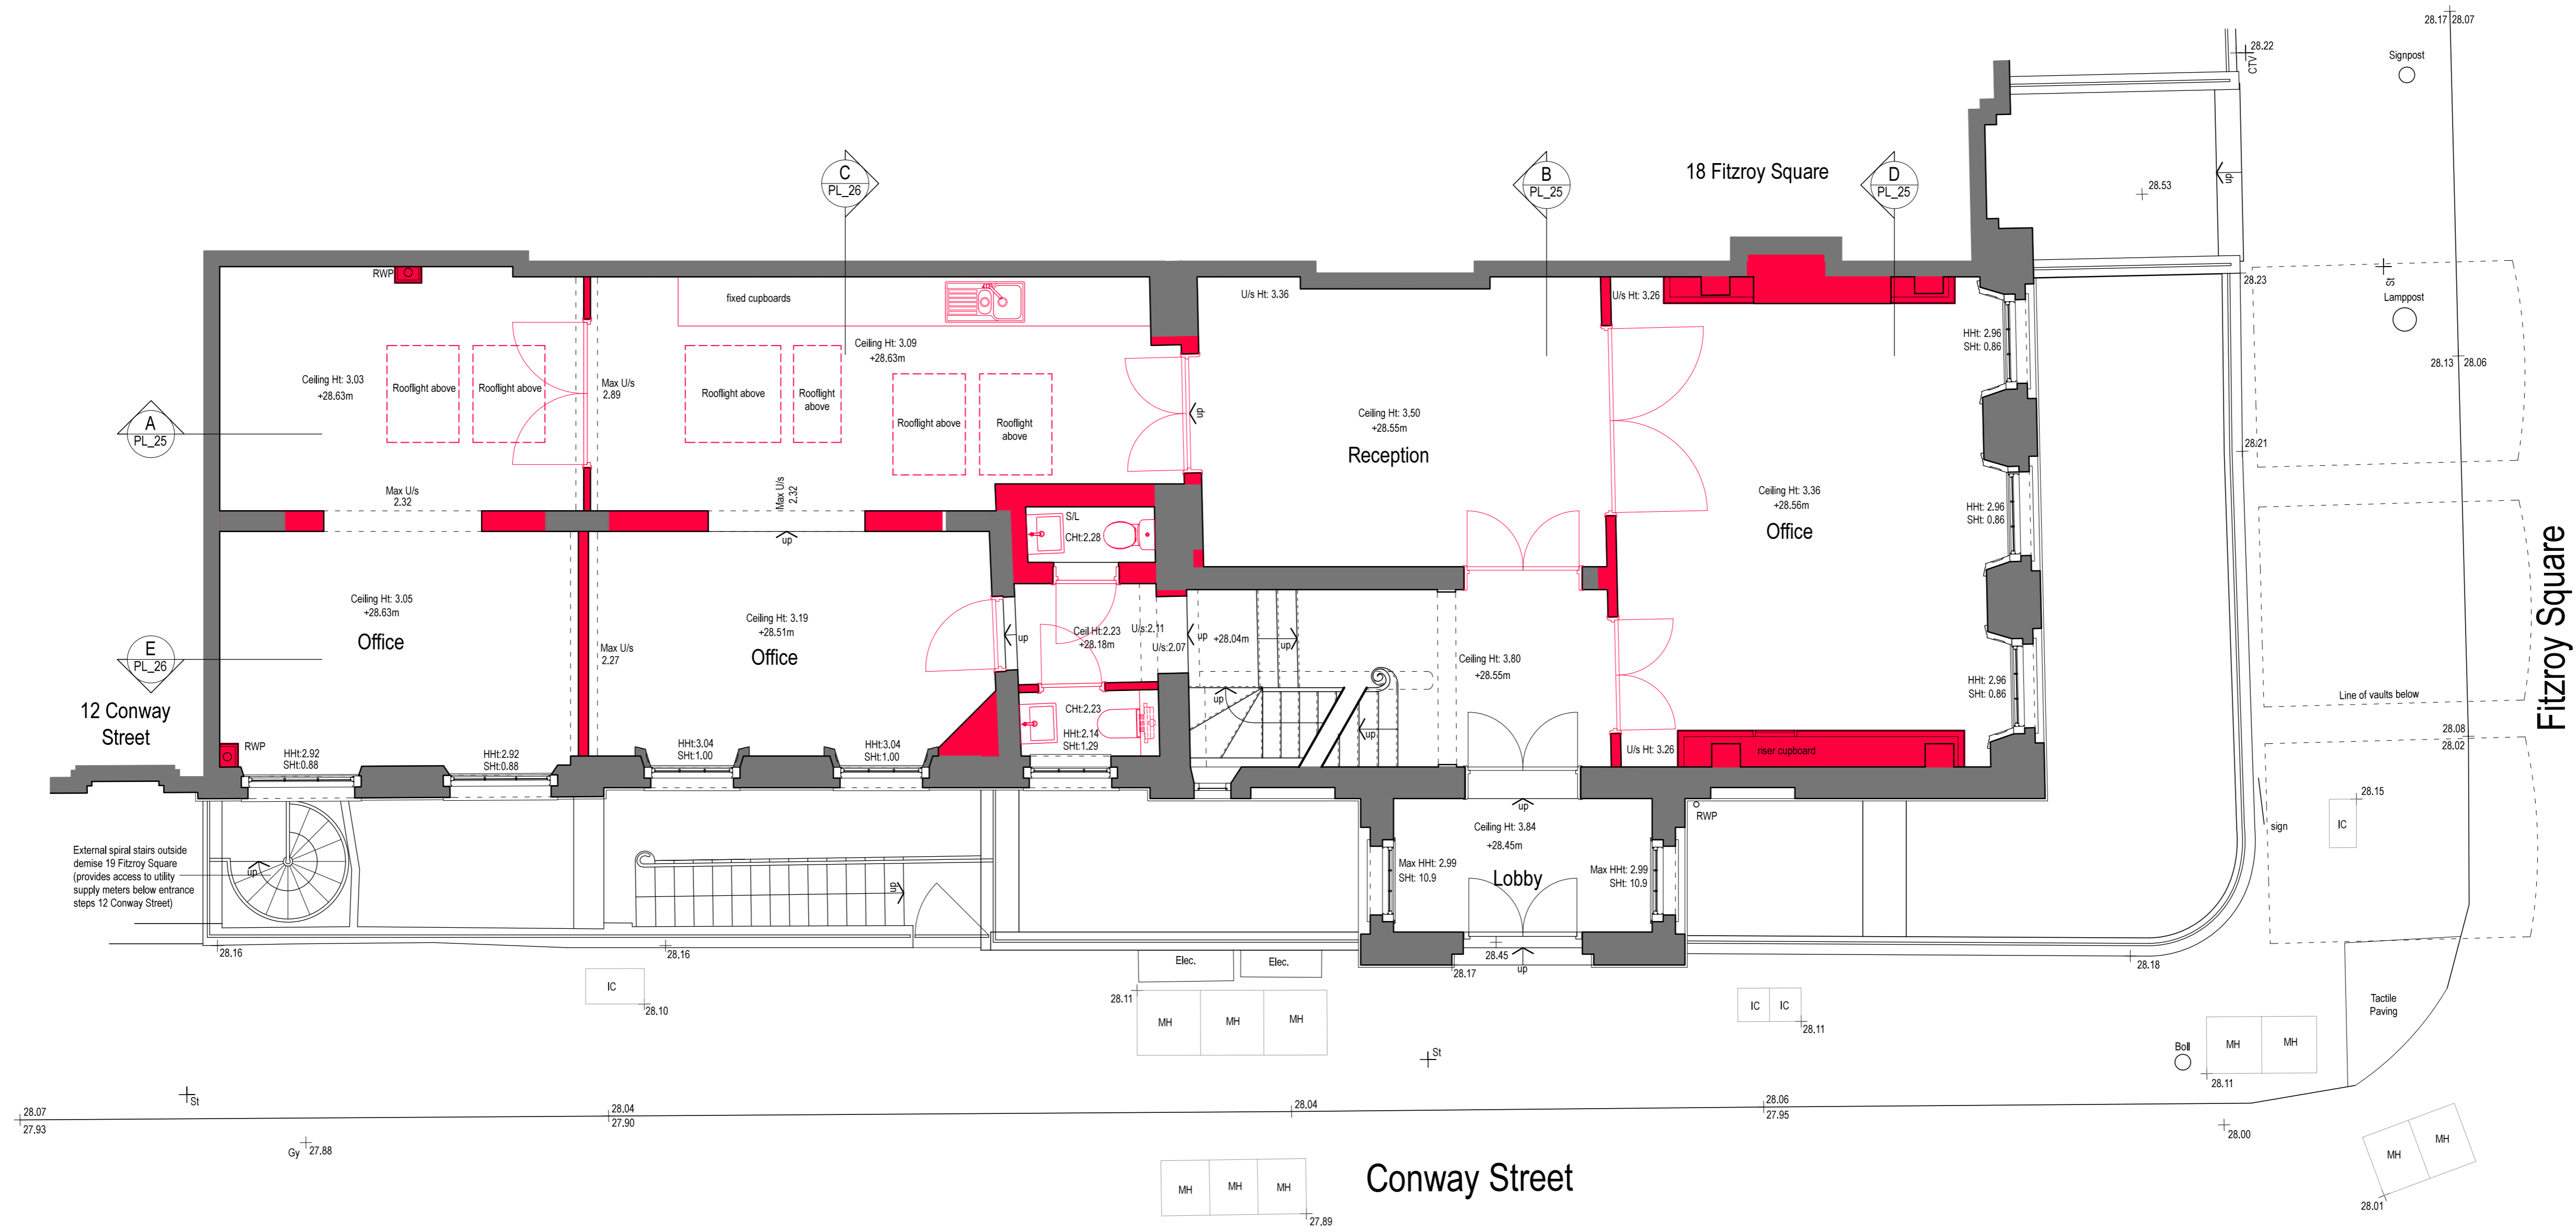 28.17 28.07
Signpost
28.22
CTV
C
PL_26
B
PL_25
18 Fitzroy Square
D
PL_25
up
28.53
RWP
fixed cupboards
U/s Ht: 3.36
U/s Ht: 3.26
28.23
St
Lamppost
Ceiling Ht: 3.03
+28.63m
Rooflight above
Rooflight above
Max U/s
2.89
Ceiling Ht: 3.09
+28.63m
Rooflight above
Rooflight
above
Rooflight above
Rooflight
above
up
HHt: 2.96
SHt: 0.86
28.13
28.06
A
PL_25
Ceiling Ht: 3.50
+28.55m
Reception
28.21
Max U/s
2.32
Max U/s
2.32
Ceiling Ht: 3.36
+28.56m
Office
HHt: 2.96
SHt: 0.86
up
S/L
CHt:2.28
Fitzroy Square
Ceiling Ht: 3.05
+28.63m
Office
Ceiling Ht: 3.19
+28.51m
Office
Max U/s
2.27
up
Ceil Ht:2.23
+28.18m
U/s:2.11
U/s:2.07
up
+28.04m
up
Ceiling Ht: 3.80
+28.55m
E
PL_26
HHt: 2.96
SHt: 0.86
Line of vaults below
12 Conway
Street
CHt:2.23
HHt:2.14
SHt:1.29
up
up
28.08
28.02
RWP
HHt:2.92
SHt:0.88
HHt:2.92
SHt:0.88
HHt:3.04
SHt:1.00
HHt:3.04
SHt:1.00
U/s Ht: 3.26
riser cupboard
28.15
IC
sign
up
RWP
Ceiling Ht: 3.84
+28.45m
Max HHt: 2.99
SHt: 10.9
Lobby
Max HHt: 2.99
SHt: 10.9
External spiral stairs outside
demise 19 Fitzroy Square
(provides access to utility
supply meters below entrance
steps 12 Conway Street)
up
up
28.16
28.16
Elec.
Elec.
28.45
up
28.17
28.18
IC
28.10
28.11
MH
MH
MH
IC
IC
28.11
Tactile
Paving
St
Boll
MH
MH
28.11
St
28.07
27.93
28.04
27.90
28.04
28.06
27.95
28.00
Gy
27.88
MH
MH
MH
27.89
Conway Street
MH
MH
28.01